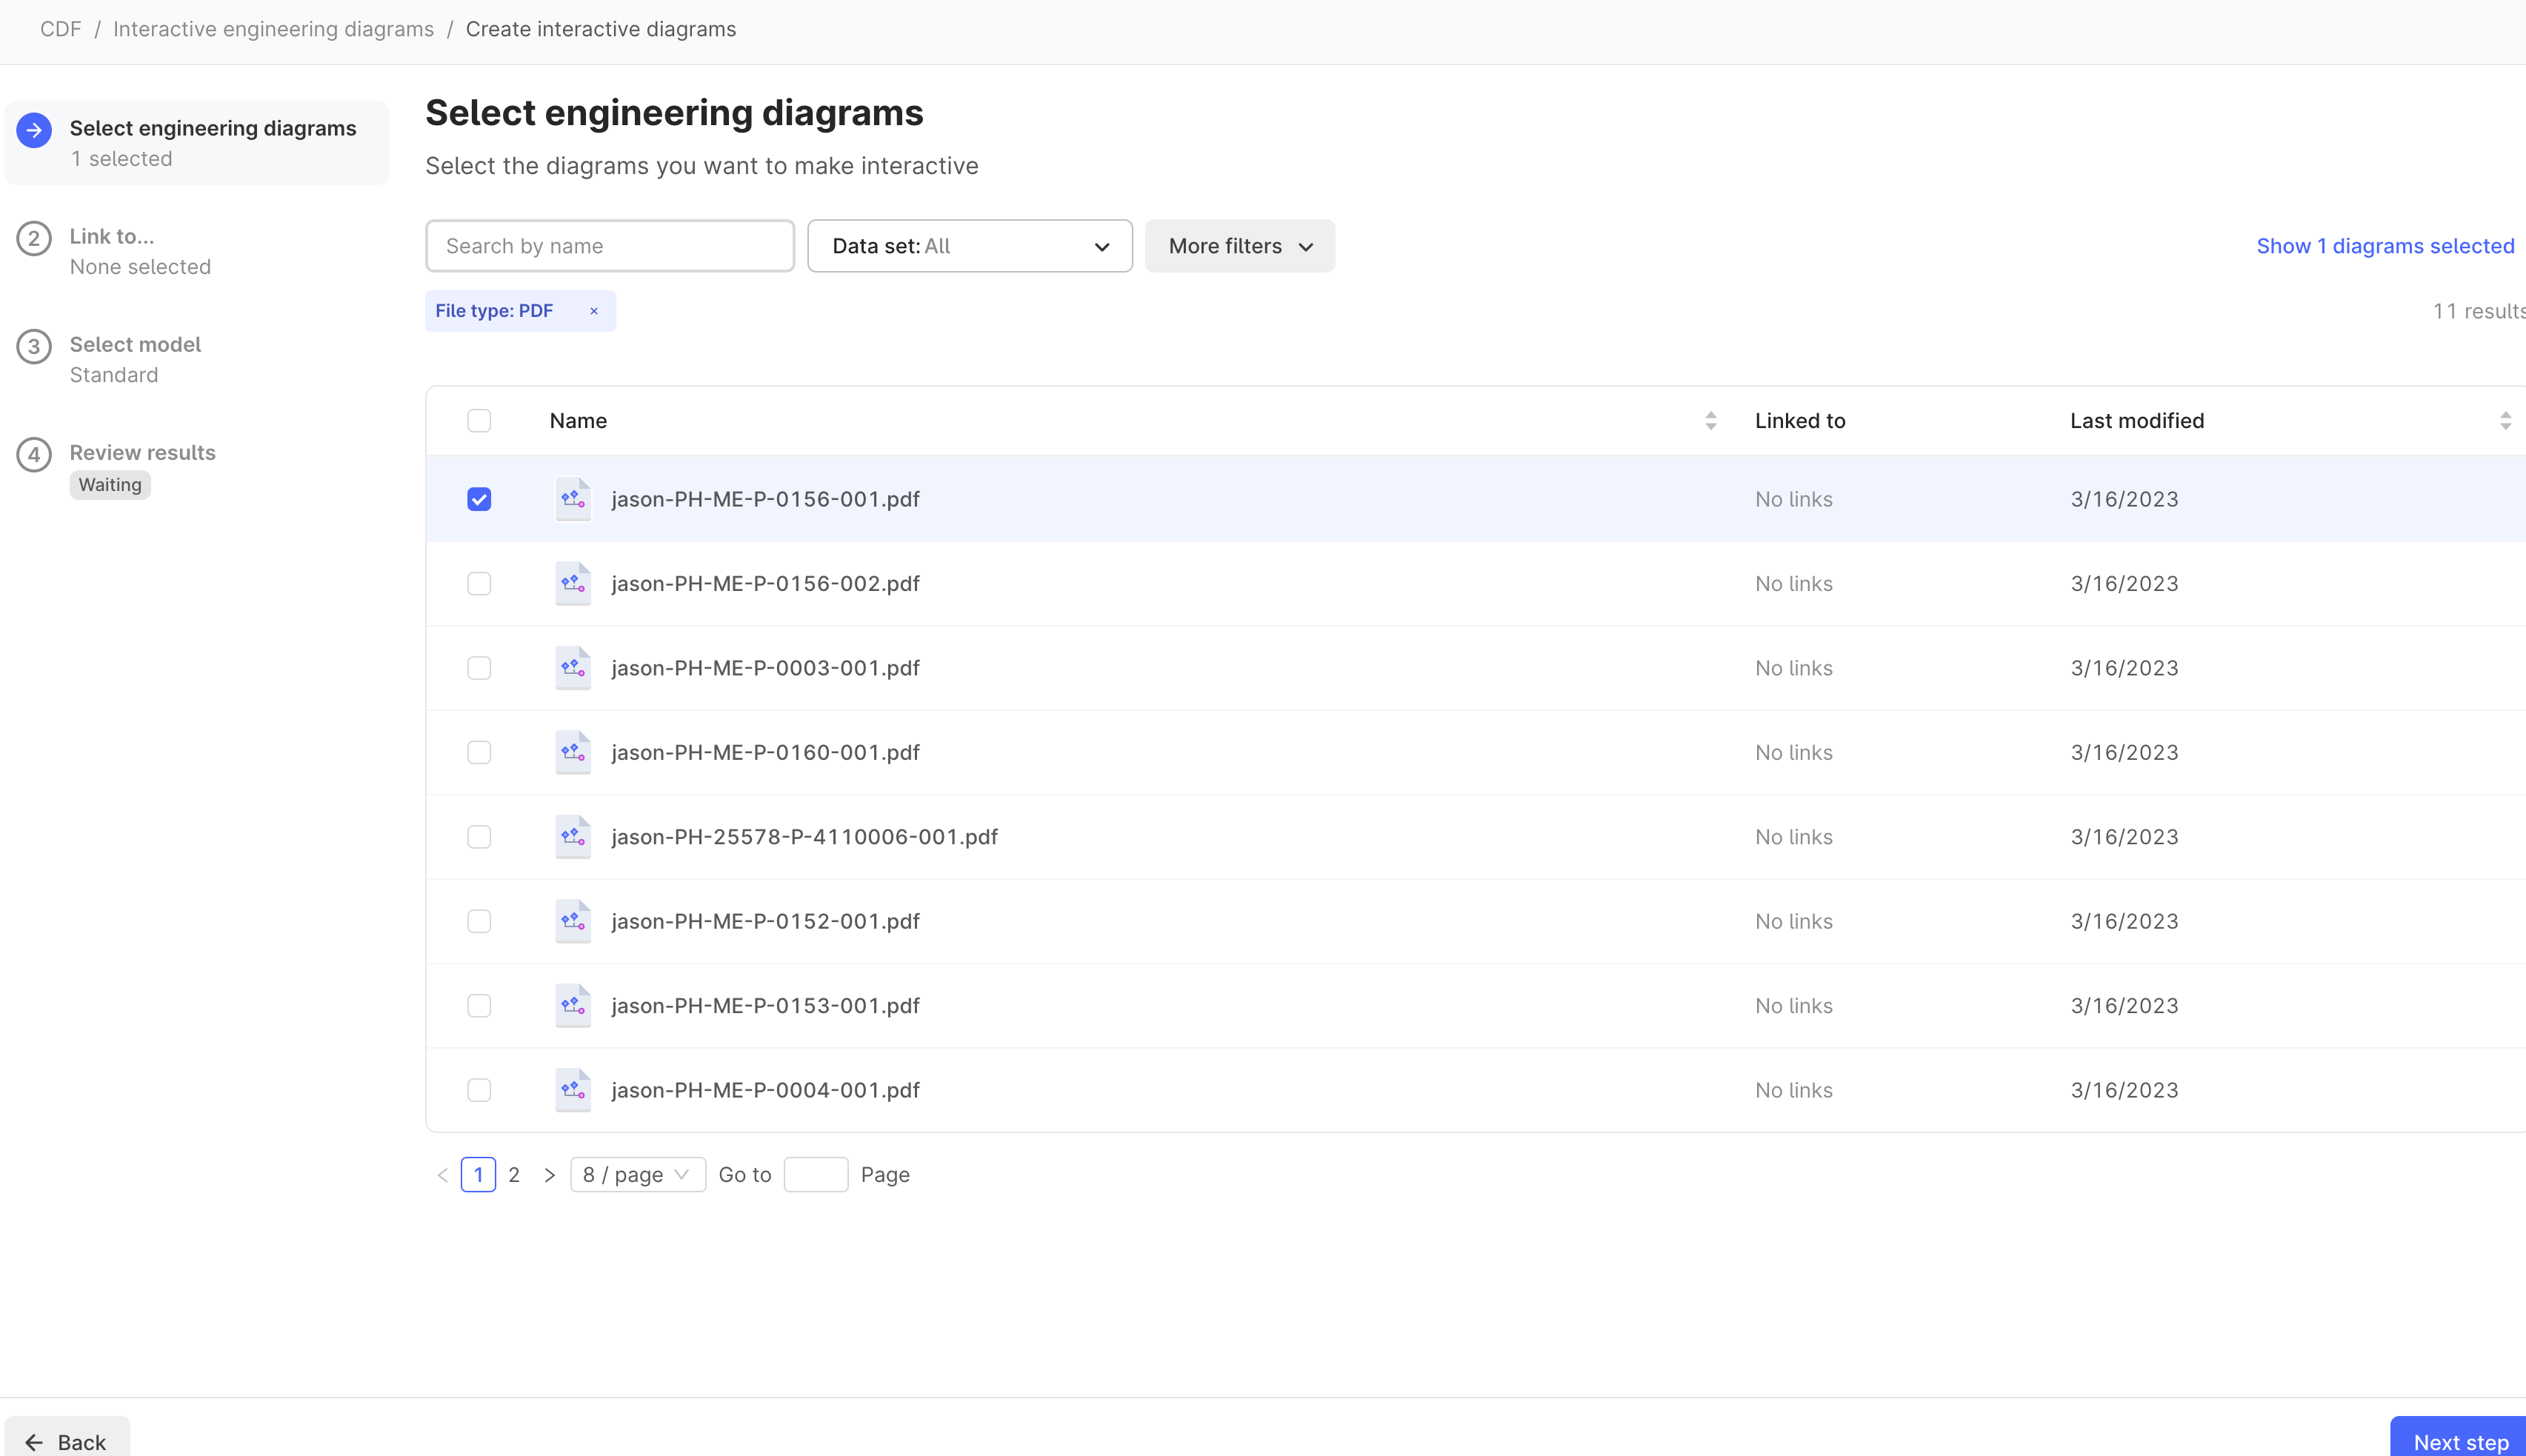 CDF / Interactive engineering diagrams / Create interactive diagrams
Select engineering diagrams
1 selected
2 Link to...
None selected
3 Select model
Standard
4 Review results
Waiting
Select engineering diagrams
Select the diagrams you want to make interactive
Search by name Data set: All More filters Show 1 diagrams selected
File type: PDF × 11 results
Name Linked to Last modified
jason-PH-ME-P-0156-001.pdf No links 3/16/2023
jason-PH-ME-P-0156-002.pdf No links 3/16/2023
jason-PH-ME-P-0003-001.pdf No links 3/16/2023
jason-PH-ME-P-0160-001.pdf No links 3/16/2023
jason-PH-25578-P-4110006-001.pdf No links 3/16/2023
jason-PH-ME-P-0152-001.pdf No links 3/16/2023
jason-PH-ME-P-0153-001.pdf No links 3/16/2023
jason-PH-ME-P-0004-001.pdf No links 3/16/2023
< 1 2 > 8 / page Go to Page
Back Next step